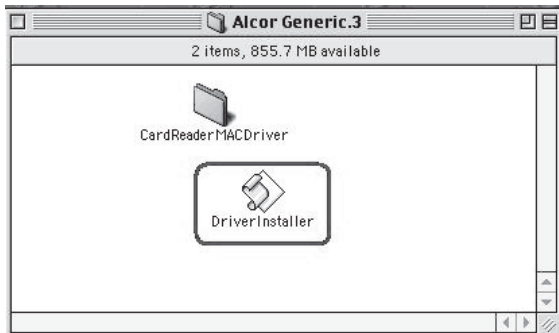 Alcor Generic.3
2 items, 855.7 MB available
CardReaderMACDriver
DriverInstaller